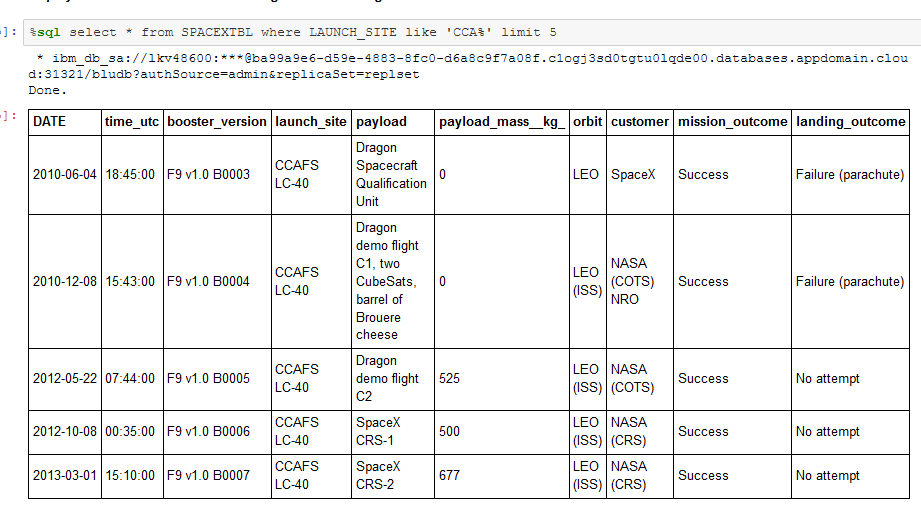 ]: %sql select * from SPACEXTBL where LAUNCH_SITE like 'CCA%' limit 5
* ibm_db_sa://lkv48600:***@ba99a9e6-d59e-4883-8fc0-d6a8c9f7a08f.c1ogj3sd0tgtu0lqde00.databases.appdomain.clou
d:31321/bludb?authSource=admin&replicaSet=replset
Done.
]:
DATE time_utc booster_version launch_site payload payload_mass__kg_ orbit customer mission_outcome landing_outcome
2010-06-04 18:45:00 F9 v1.0 B0003 CCAFS LC-40 Dragon Spacecraft Qualification Unit 0 LEO SpaceX Success Failure (parachute)
2010-12-08 15:43:00 F9 v1.0 B0004 CCAFS LC-40 Dragon demo flight C1, two CubeSats, barrel of Brouere cheese 0 LEO (ISS) NASA (COTS) NRO Success Failure (parachute)
2012-05-22 07:44:00 F9 v1.0 B0005 CCAFS LC-40 Dragon demo flight C2 525 LEO (ISS) NASA (COTS) Success No attempt
2012-10-08 00:35:00 F9 v1.0 B0006 CCAFS LC-40 SpaceX CRS-1 500 LEO (ISS) NASA (CRS) Success No attempt
2013-03-01 15:10:00 F9 v1.0 B0007 CCAFS LC-40 SpaceX CRS-2 677 LEO (ISS) NASA (CRS) Success No attempt